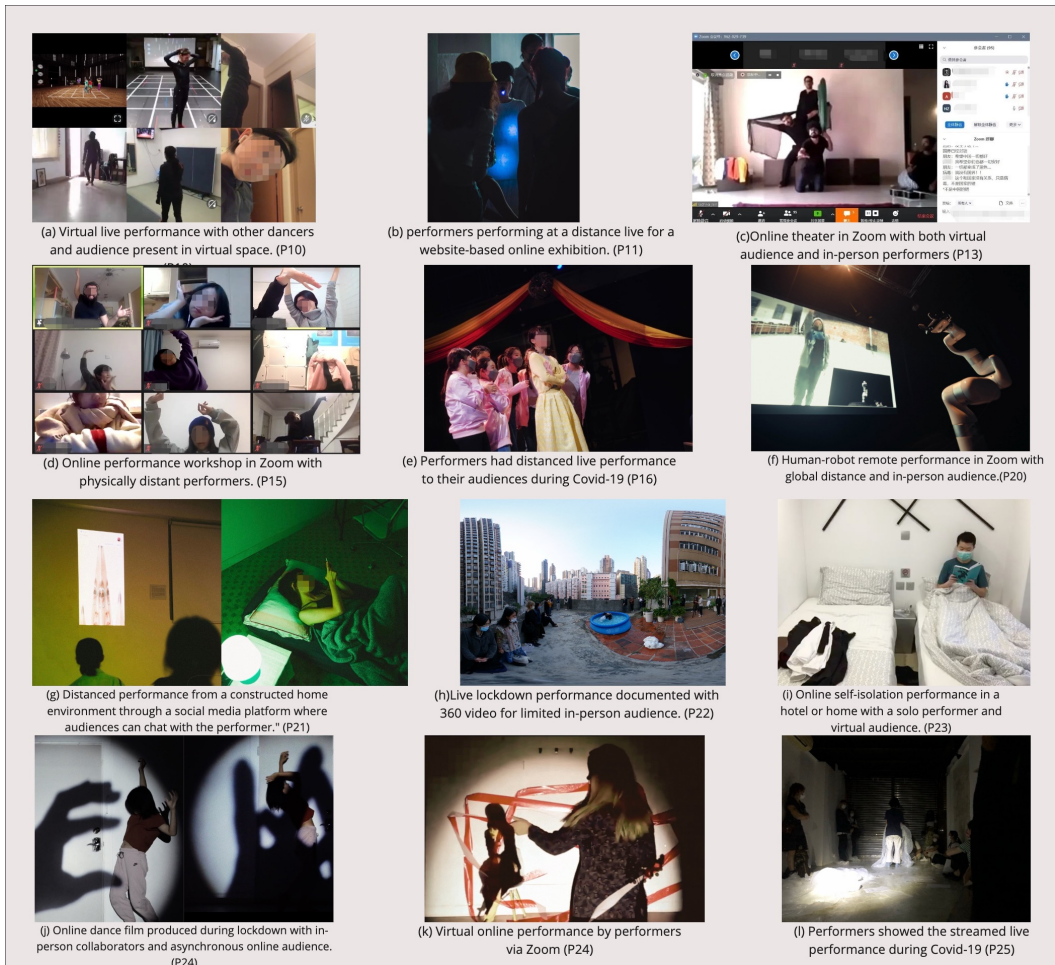 (a) Virtual live performance with other dancers
and audience present in virtual space. (P10)
(b) performers performing at a distance live for a
website-based online exhibition. (P11)
(c)Online theater in Zoom with both virtual
audience and in-person performers (P13)
(d) Online performance workshop in Zoom with
physically distant performers. (P15)
(e) Performers had distanced live performance
to their audiences during Covid-19 (P16)
(f) Human-robot remote performance in Zoom with
global distance and in-person audience.(P20)
(g) Distanced performance from a constructed home
environment through a social media platform where
audiences can chat with the performer." (P21)
(h)Live lockdown performance documented with
360 video for limited in-person audience. (P22)
(i) Online self-isolation performance in a
hotel or home with a solo performer and
virtual audience. (P23)
(j) Online dance film produced during lockdown with in-
person collaborators and asynchronous online audience.
(P24)
(k) Virtual online performance by performers
via Zoom (P24)
(l) Performers showed the streamed live
performance during Covid-19 (P25)